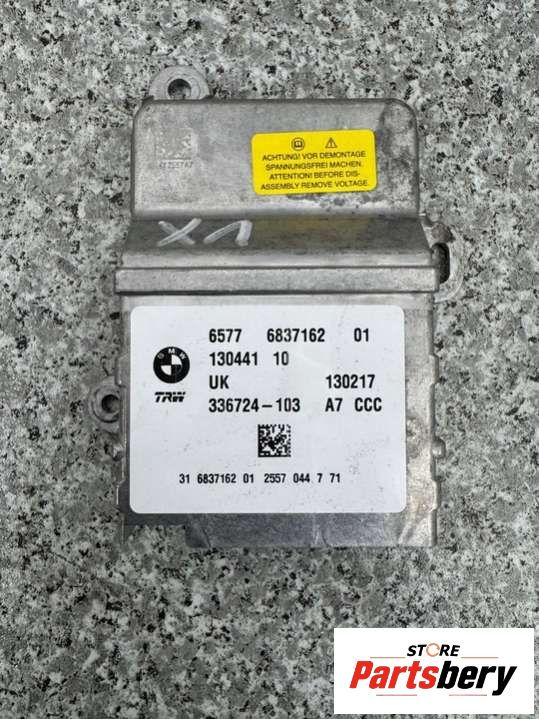 ACHTUNG! VOR DEMONTAGE
SPANNUNGSFREI MACHEN.
ATTENTION! BEFORE DIS-
ASSEMBLY REMOVE VOLTAGE.
6577 6837162 01
BMW
130441 10
UK 130217
TRW 336724-103 A7 CCC
31 6837162 01 2557 044 7 71
STORE
Partsbery